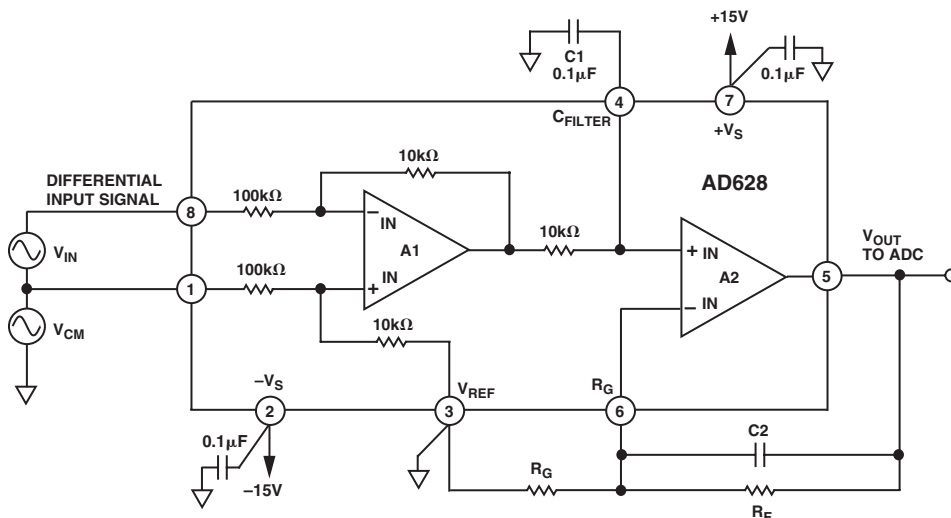 +15V
C1
0.1µF
0.1µF
4
7
C_FILTER
+V_S
10kΩ
AD628
DIFFERENTIAL
INPUT SIGNAL
100kΩ
8
– IN
10kΩ
+ IN
V_OUT
TO ADC
V_IN
A1
A2
5
100kΩ
IN
1
+
– IN
V_CM
10kΩ
–V_S
V_REF
R_G
2
3
6
0.1µF
C2
–15V
R_G
R_F